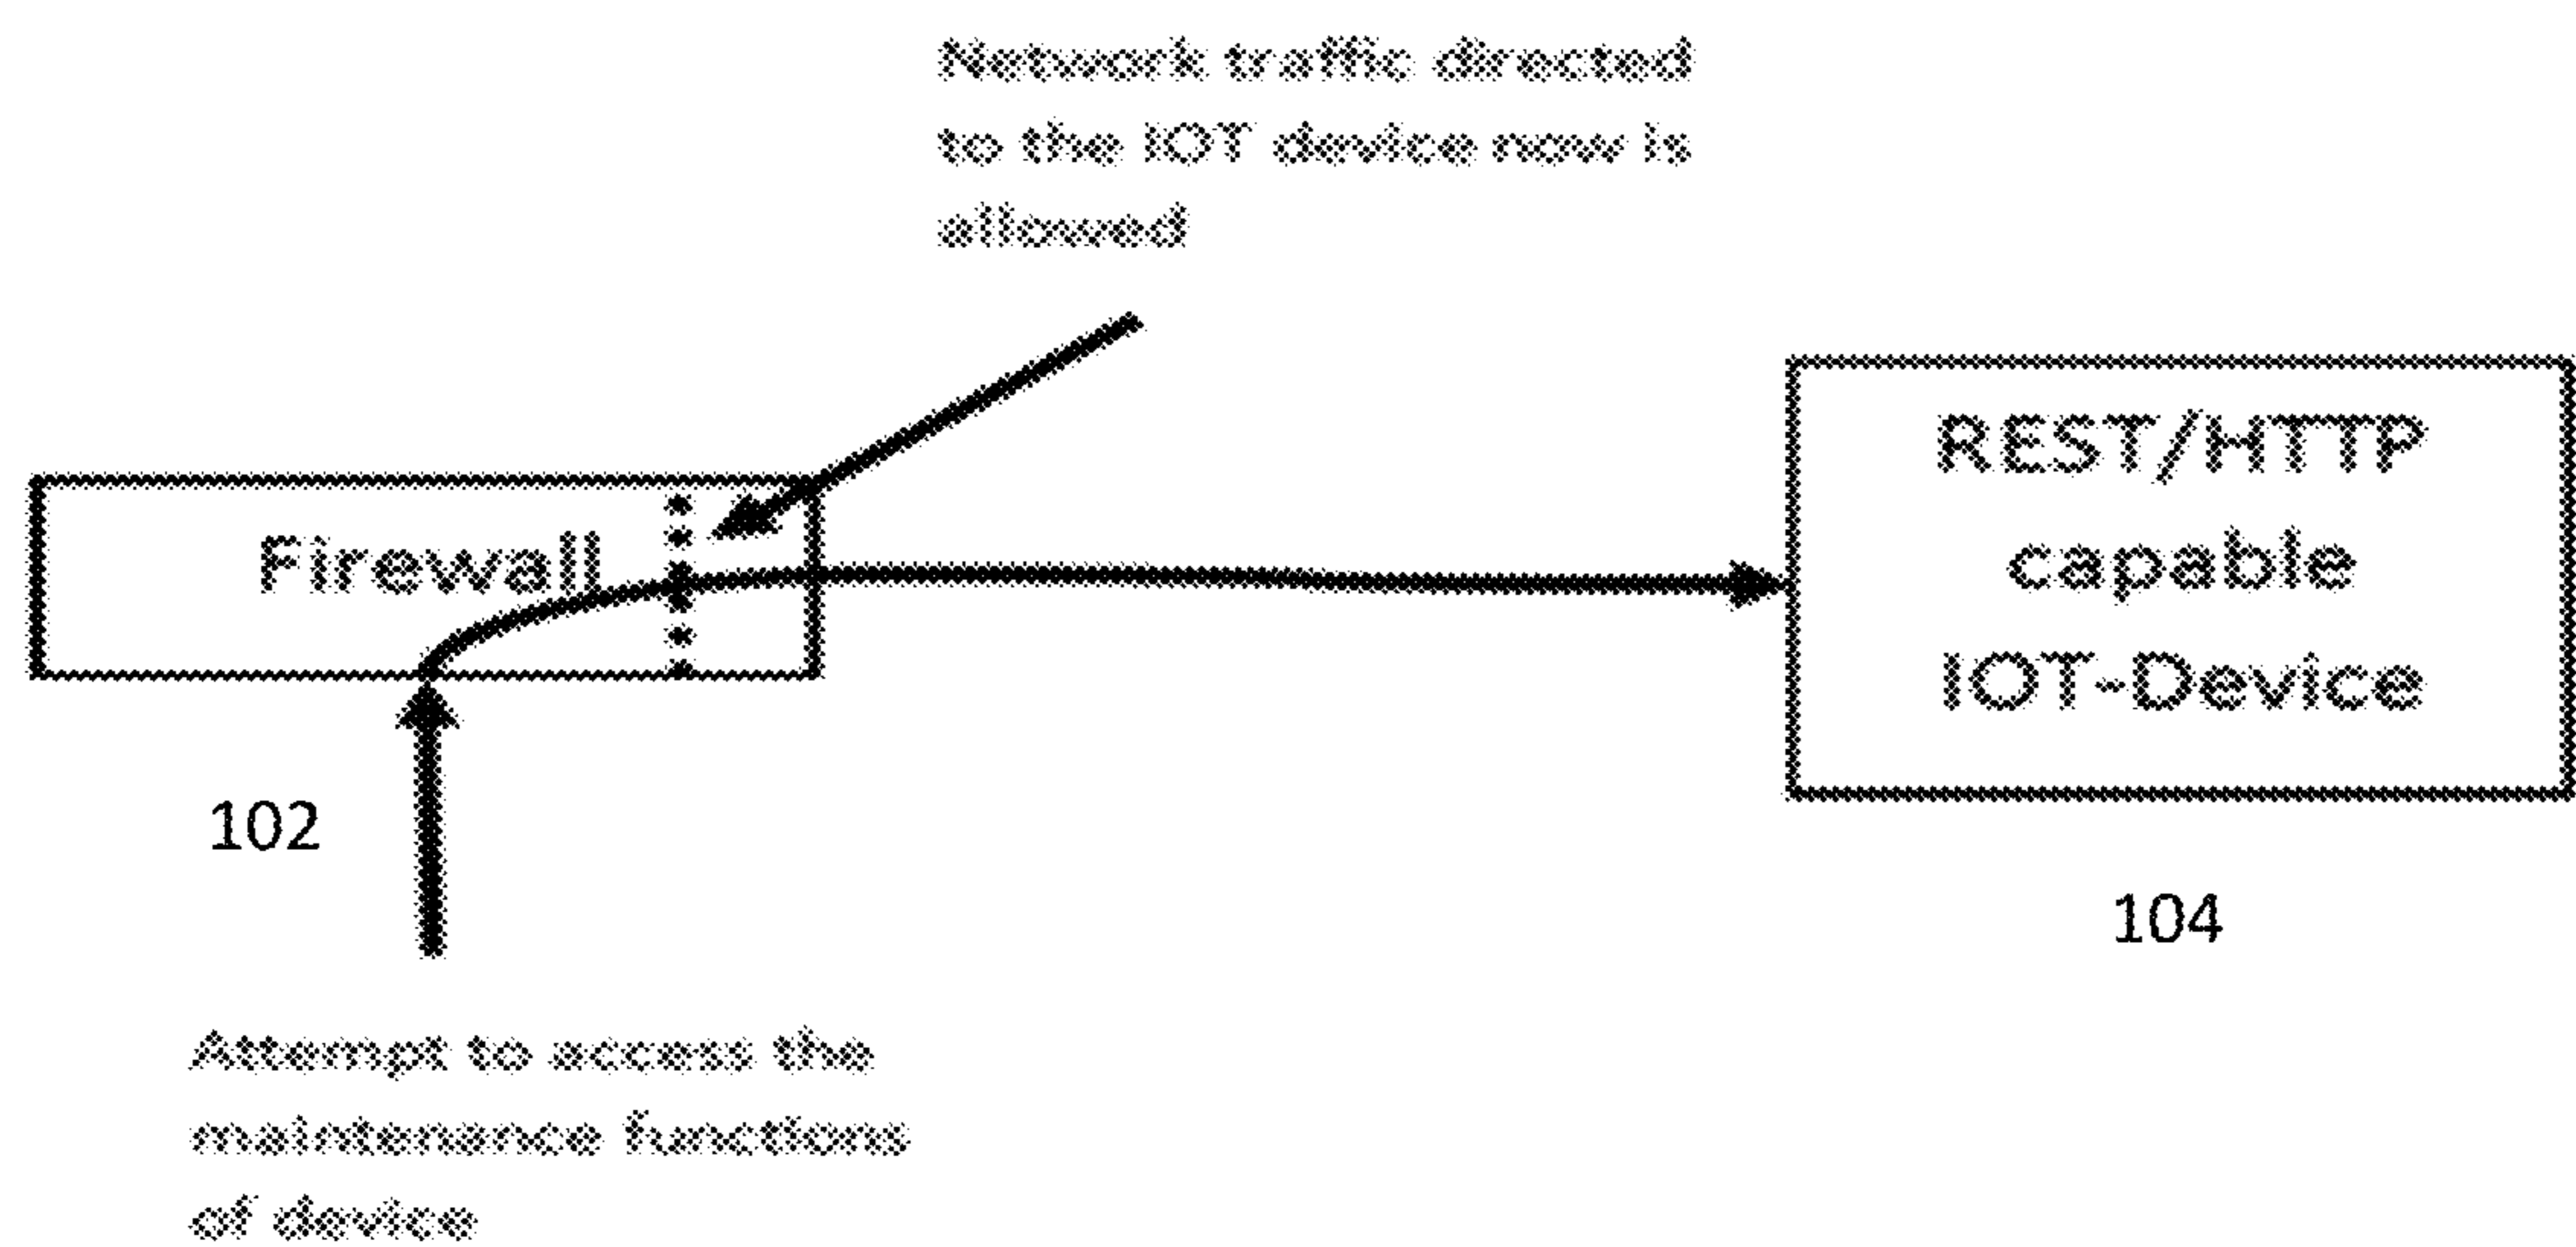 Network traffic directed
to the IOT device now is
allowed
Firewall
REST/HTTP
capable
IOT-Device
102
104
Attempt to access the
maintenance functions
of device